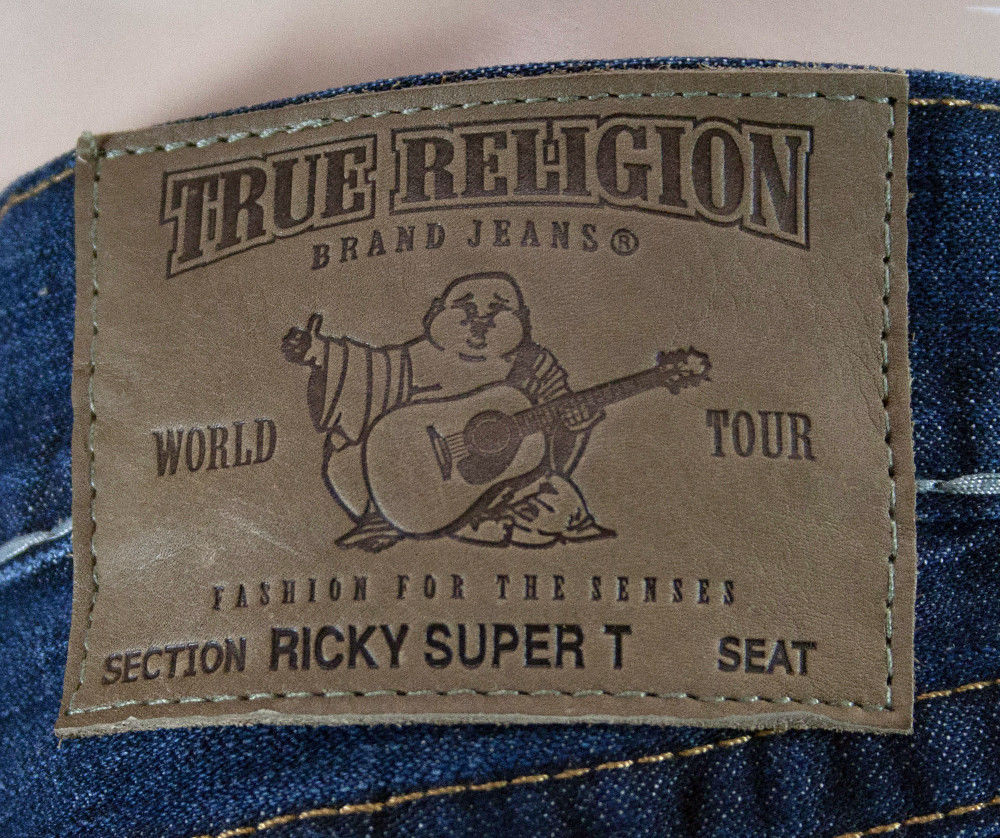 TRUE RELIGION
BRAND JEANS®
WORLD TOUR
FASHION FOR THE SENSES
SECTION RICKY SUPER T SEAT